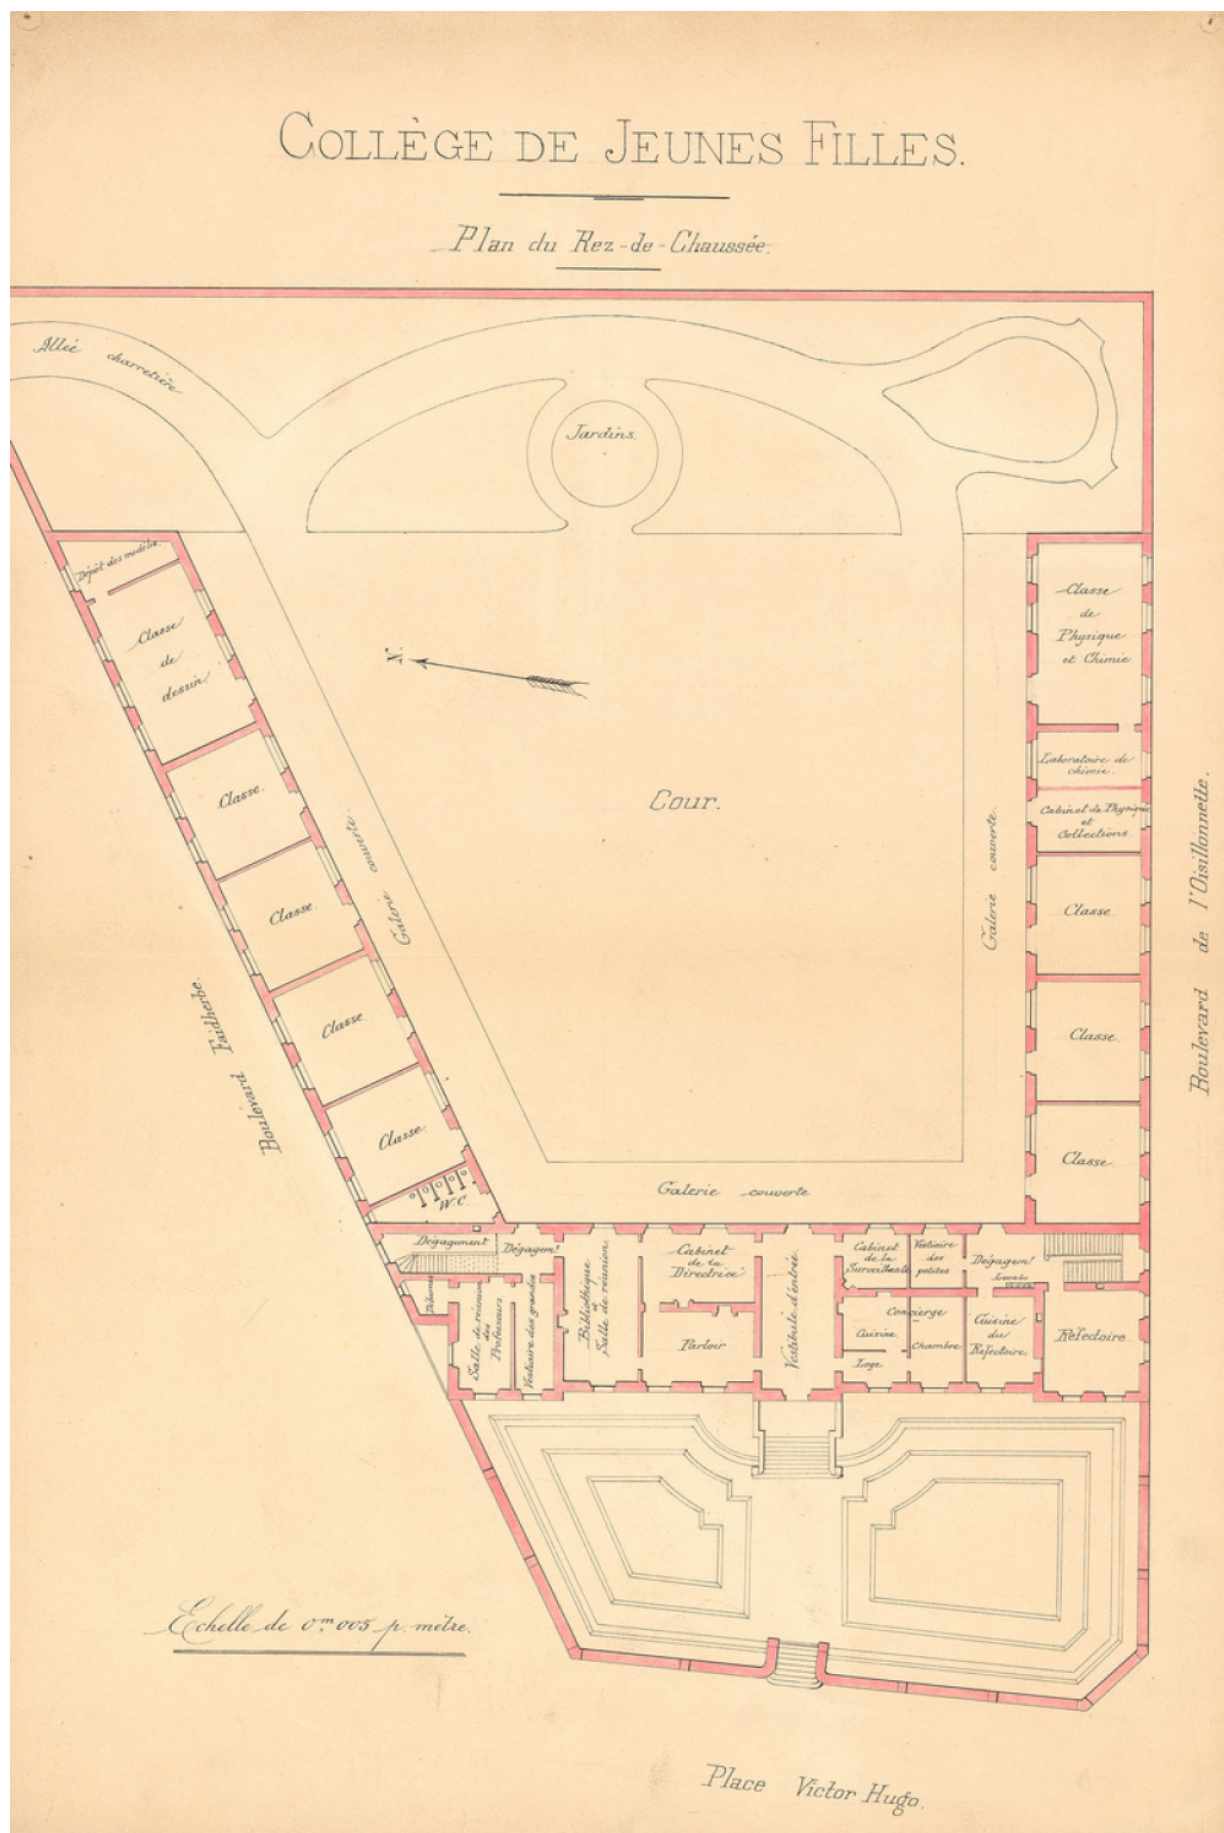 COLLÈGE DE JEUNES FILLES.
Plan du Rez-de-Chaussée.
Allée charretière
Jardins.
Dépôt des modèles.
Classe
de
dessin
N.
Classe
de
Physique
et Chimie
Classe.
Cour.
Laboratoire de
chimie.
Cabinet de Physique
et
Collections.
Galerie couverte.
Galerie couverte.
Boulevard de l'Oisillonnette.
Classe.
Classe
Classe.
Classe.
Classe.
Boulevard Faidherbe.
Classe.
Classe.
W.C.
Galerie couverte
Dégagement
Dégagemt
Bibliothèque
et
Salle de réunion
Cabinet
de la
Directrice
Vestibule d'entrée
Cabinet
de la
Surveillante
Vestiaire
des
petites
Dégagemt
Lavabo
Salle de réunion
des
Professeurs
Vestiaire des grandes
Parloir
Concierge
Cuisine.
Chambre
Loge
Cuisine
du
Réfectoire.
Réfectoire.
Echelle de 0m,005 p. mètre.
Place Victor Hugo.